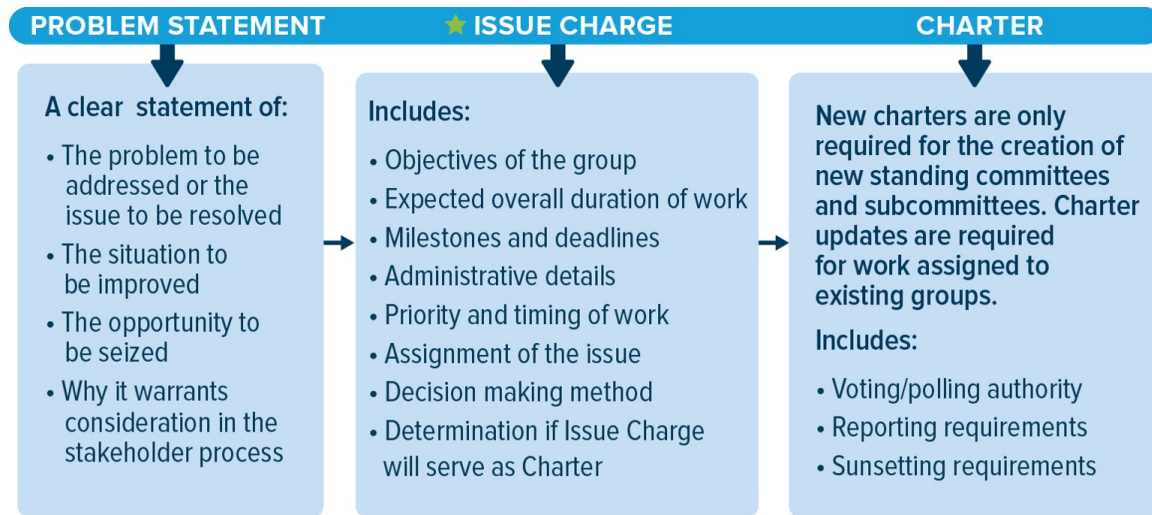 PROBLEM STATEMENT
A clear statement of:
• The problem to be
addressed or the
issue to be resolved
• The situation to
be improved
• The opportunity to
be seized
• Why it warrants
consideration in the
stakeholder process
ISSUE CHARGE
Includes:
• Objectives of the group
• Expected overall duration of work
• Milestones and deadlines
• Administrative details
• Priority and timing of work
• Assignment of the issue
• Decision making method
• Determination if Issue Charge
will serve as Charter
CHARTER
New charters are only
required for the creation of
new standing committees
and subcommittees. Charter
updates are required
for work assigned to
existing groups.
Includes:
• Voting/polling authority
• Reporting requirements
• Sunsetting requirements